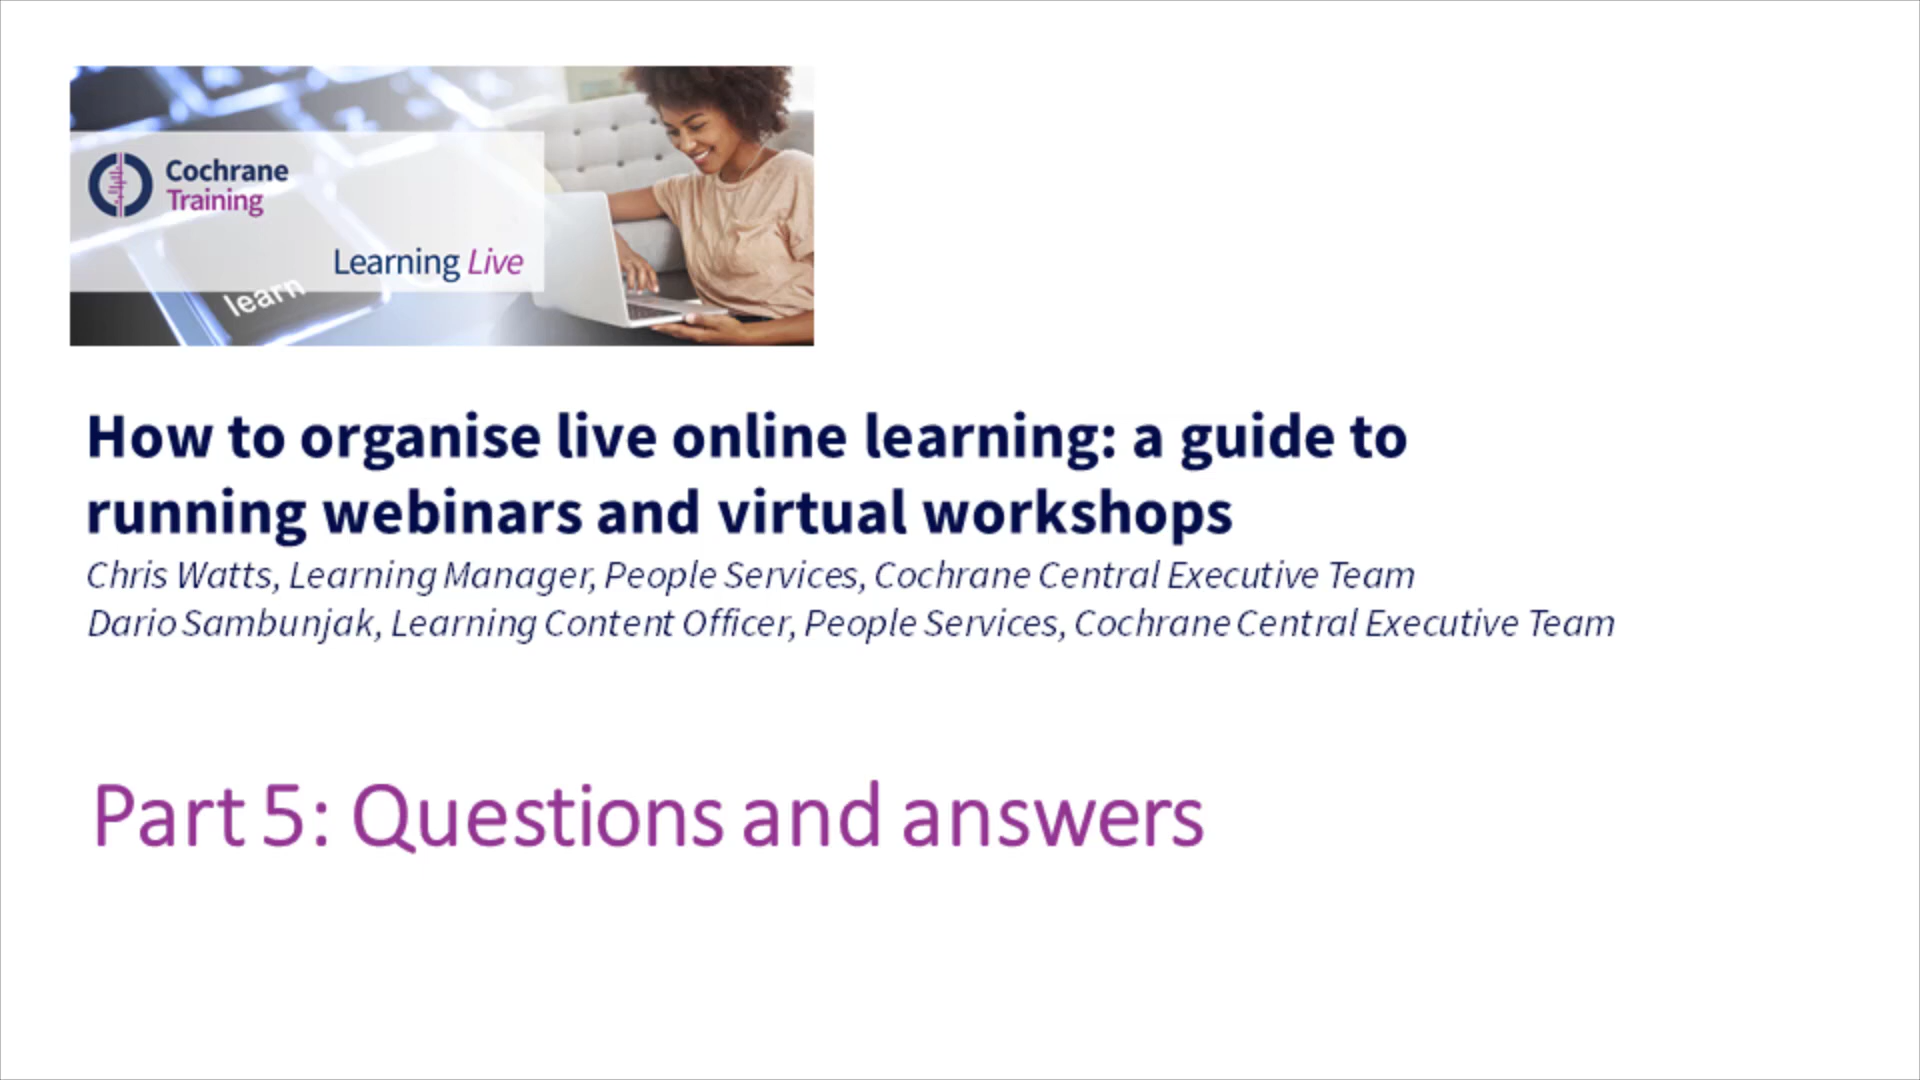 Cochrane
Training
Learning Live
learn
How to organise live online learning: a guide to
running webinars and virtual workshops
Chris Watts, Learning Manager, People Services, Cochrane Central Executive Team
Dario Sambunjak, Learning Content Officer, People Services, Cochrane Central Executive Team
Part 5: Questions and answers